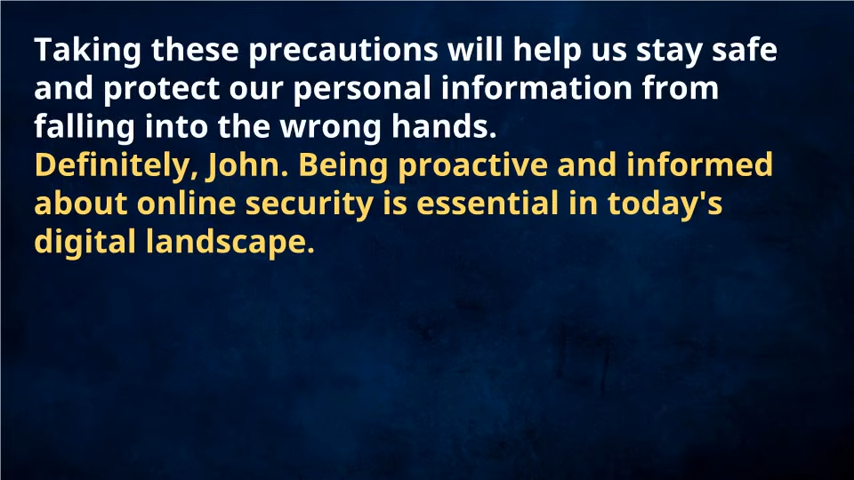 Taking these precautions will help us stay safe
and protect our personal information from
falling into the wrong hands.
Definitely, John. Being proactive and informed
about online security is essential in today's
digital landscape.